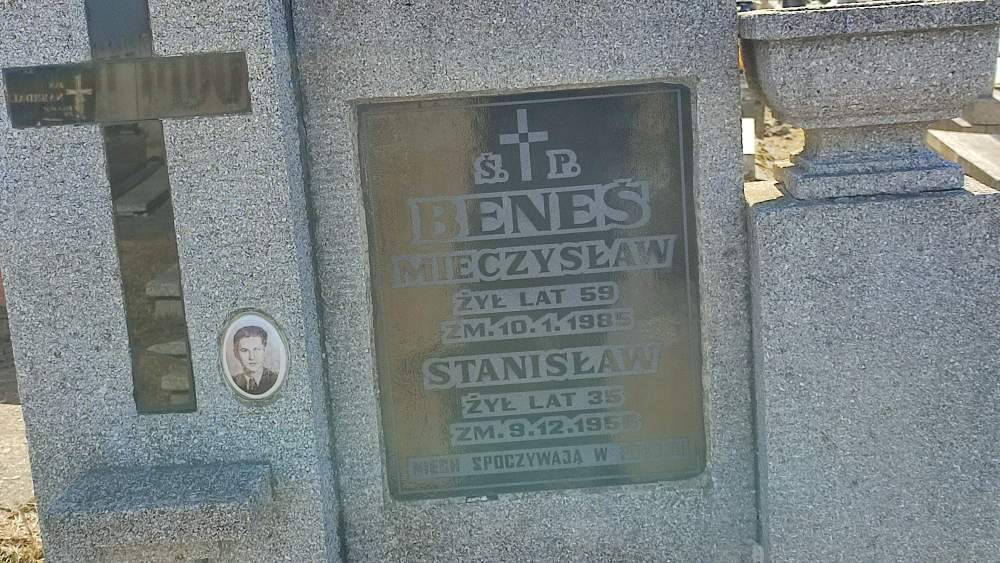 Ś. P.
BENEŚ
MIECZYSŁAW
ŻYŁ LAT 59
ZM. 10.1.1985
STANISŁAW
ŻYŁ LAT 35
ZM. 9.12.1956
NIECH SPOCZYWAJĄ W POKOJU